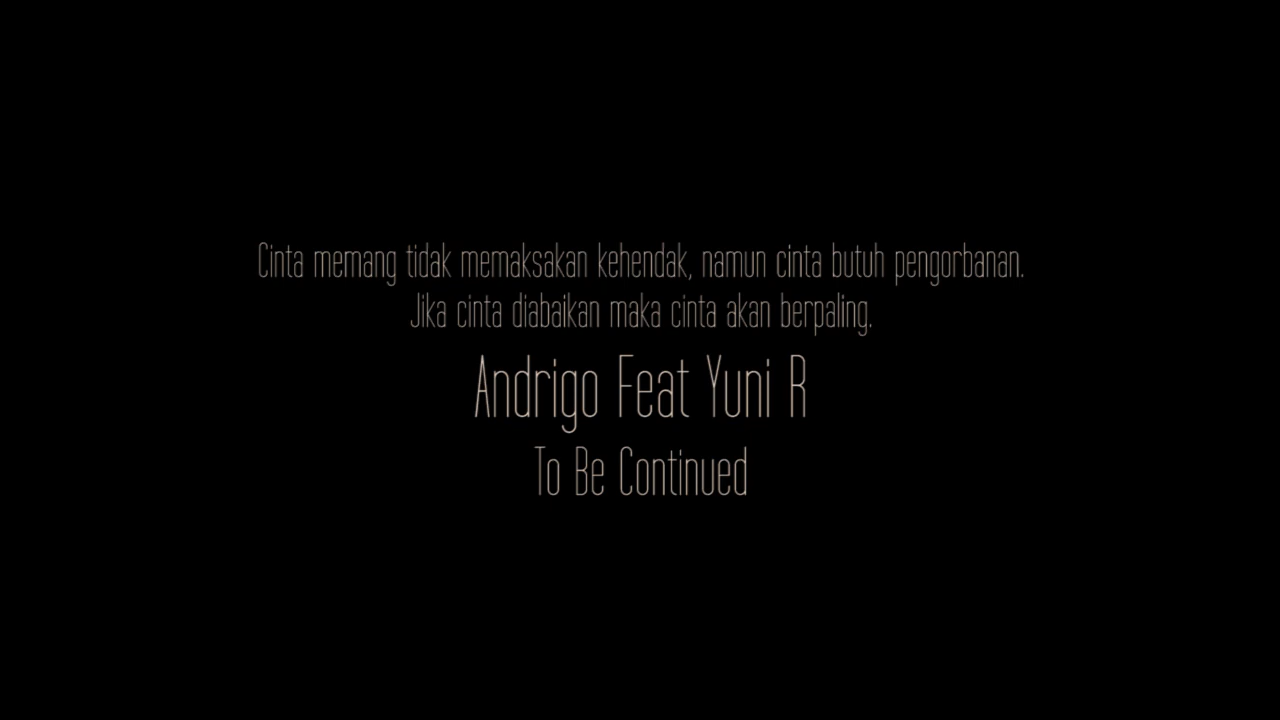 Cinta memang tidak memaksakan kehendak, namun cinta butuh pengorbanan.
Jika cinta diabaikan maka cinta akan berpaling.
Andrigo Feat Yuni R
To Be Continued